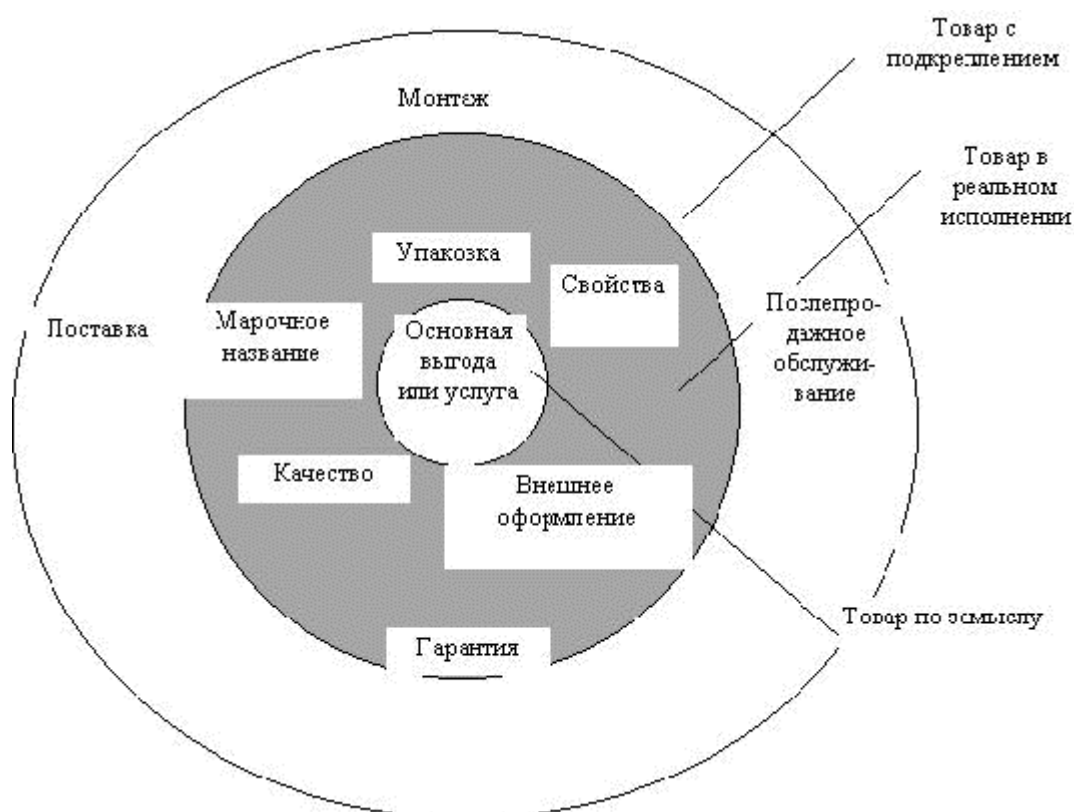 Товар с
подкреплением
Монтаж
Товар в
реальном
исполнении
Упаковка
Свойства
Поставка
Марочное
название
Основная
выгода
или услуга
Послепро-
дажное
обслужи-
вание
Качество
Внешнее
оформление
Товар по замыслу
Гарантия